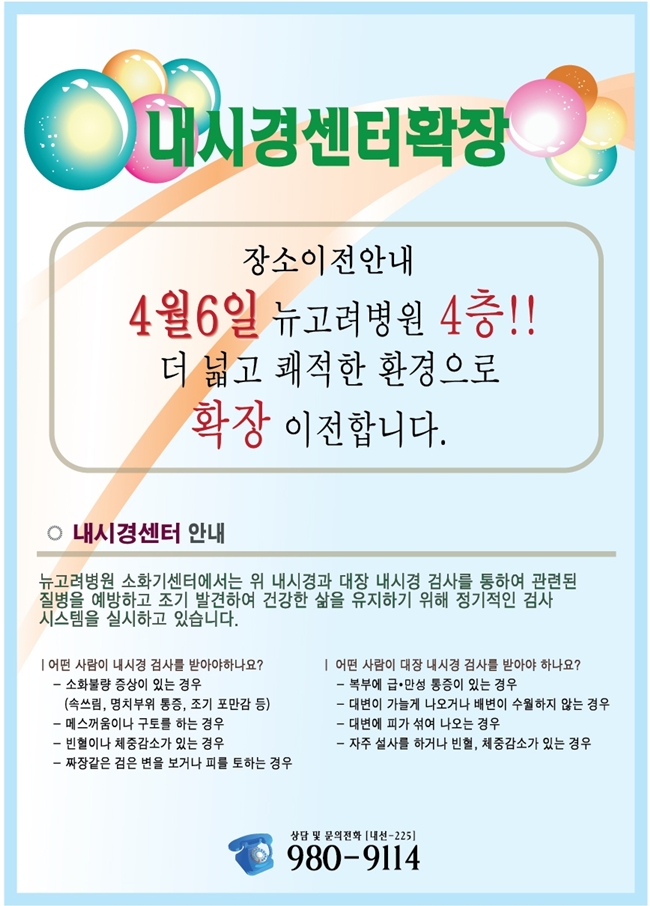 내시경센터확장
장소이전안내
4월6일 뉴고려병원 4층!!
더 넓고 쾌적한 환경으로
확장 이전합니다.
내시경센터 안내
뉴고려병원 소화기센터에서는 위 내시경과 대장 내시경 검사를 통하여 관련된
질병을 예방하고 조기 발견하여 건강한 삶을 유지하기 위해 정기적인 검사
시스템을 실시하고 있습니다.
| 어떤 사람이 내시경 검사를 받아야하나요?
- 소화불량 증상이 있는 경우
(속쓰림, 명치부위 통증, 조기 포만감 등)
- 메스꺼움이나 구토를 하는 경우
- 빈혈이나 체중감소가 있는 경우
- 짜장같은 검은 변을 보거나 피를 토하는 경우
| 어떤 사람이 대장 내시경 검사를 받아야 하나요?
- 복부에 급•만성 통증이 있는 경우
- 대변이 가늘게 나오거나 배변이 수월하지 않는 경우
- 대변에 피가 섞여 나오는 경우
- 자주 설사를 하거나 빈혈, 체중감소가 있는 경우
상담 및 문의전화 [내선-225]
980-9114